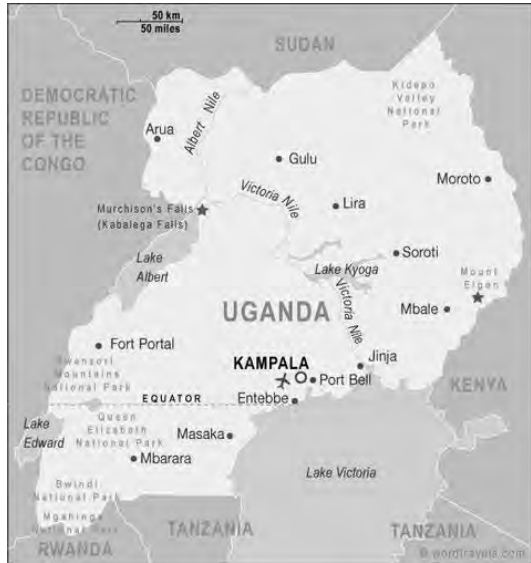 50 km
50 miles
SUDAN
DEMOCRATIC
REPUBLIC
OF THE
CONGO
Kidepo
Valley
National
Park
Arua
Albert Nile
Gulu
Moroto
Victoria Nile
Murchison's Falls
(Kabalega Falls)
Lira
Lake
Albert
Soroti
Lake Kyoga
Mount
Elgon
UGANDA
Victoria Nile
Mbale
Fort Portal
Rwenzori
Mountains
National Park
KAMPALA
Jinja
Port Bell
KENYA
EQUATOR
Entebbe
Lake
Edward
Queen
Elizabeth
National Park
Masaka
Mbarara
Lake Victoria
Bwindi
National Park
Mgahinga
National Park
TANZANIA
TANZANIA
RWANDA
© wordtravels.com